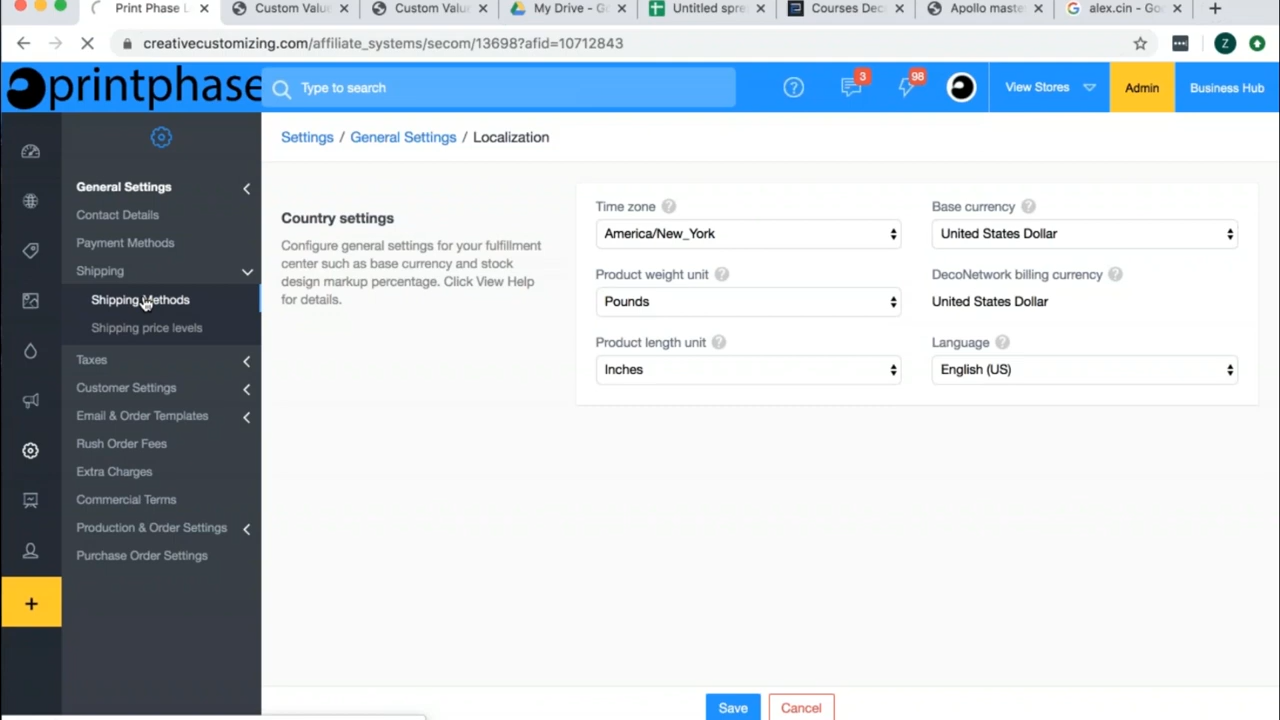 Print Phase L
Custom Value
Custom Valu
My Drive - Go
Untitled spre
Courses Dec
Apollo maste
alex.cin - Goo
creativecustomizing.com/affiliate_systems/secom/13698?afid=10712843
Z
printphase
Type to search
3
98
View Stores
Admin
Business Hub
Settings / General Settings / Localization
General Settings
Contact Details
Payment Methods
Shipping
Shipping Methods
Shipping price levels
Taxes
Customer Settings
Email & Order Templates
Rush Order Fees
Extra Charges
Commercial Terms
Production & Order Settings
Purchase Order Settings
+
Country settings
Configure general settings for your fulfillment
center such as base currency and stock
design markup percentage. Click View Help
for details.
Time zone
America/New_York
Base currency
United States Dollar
Product weight unit
Pounds
DecoNetwork billing currency
United States Dollar
Product length unit
Inches
Language
English (US)
Save
Cancel